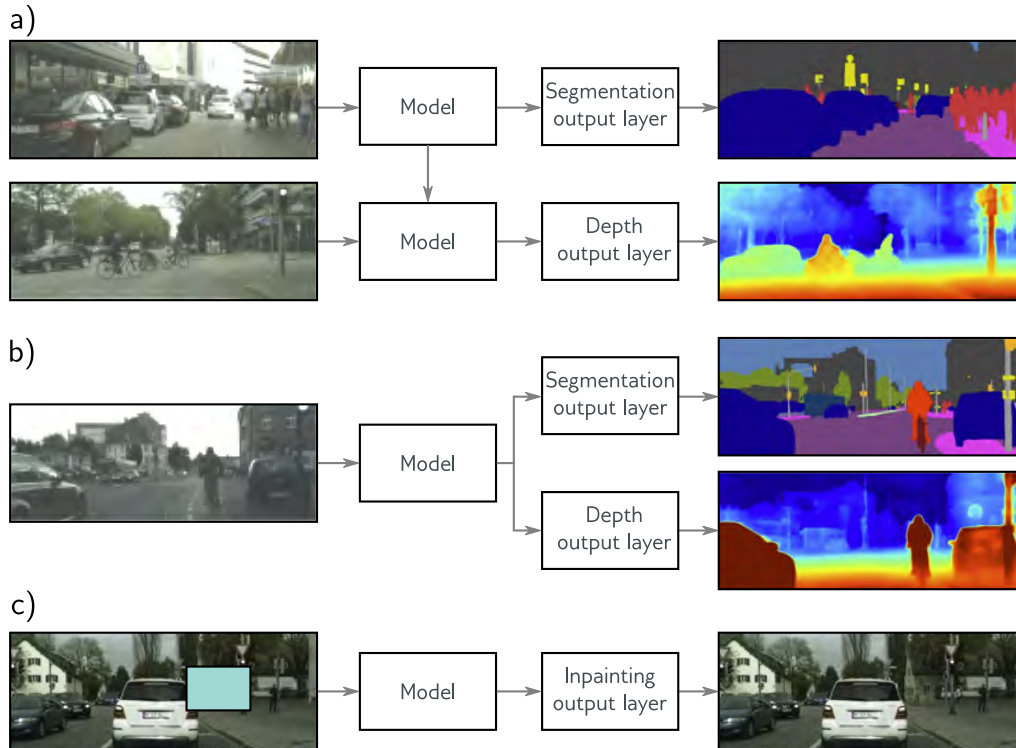 a)
Model
Segmentation
output layer
Model
Depth
output layer
b)
Segmentation
output layer
Model
Depth
output layer
c)
Model
Inpainting
output layer